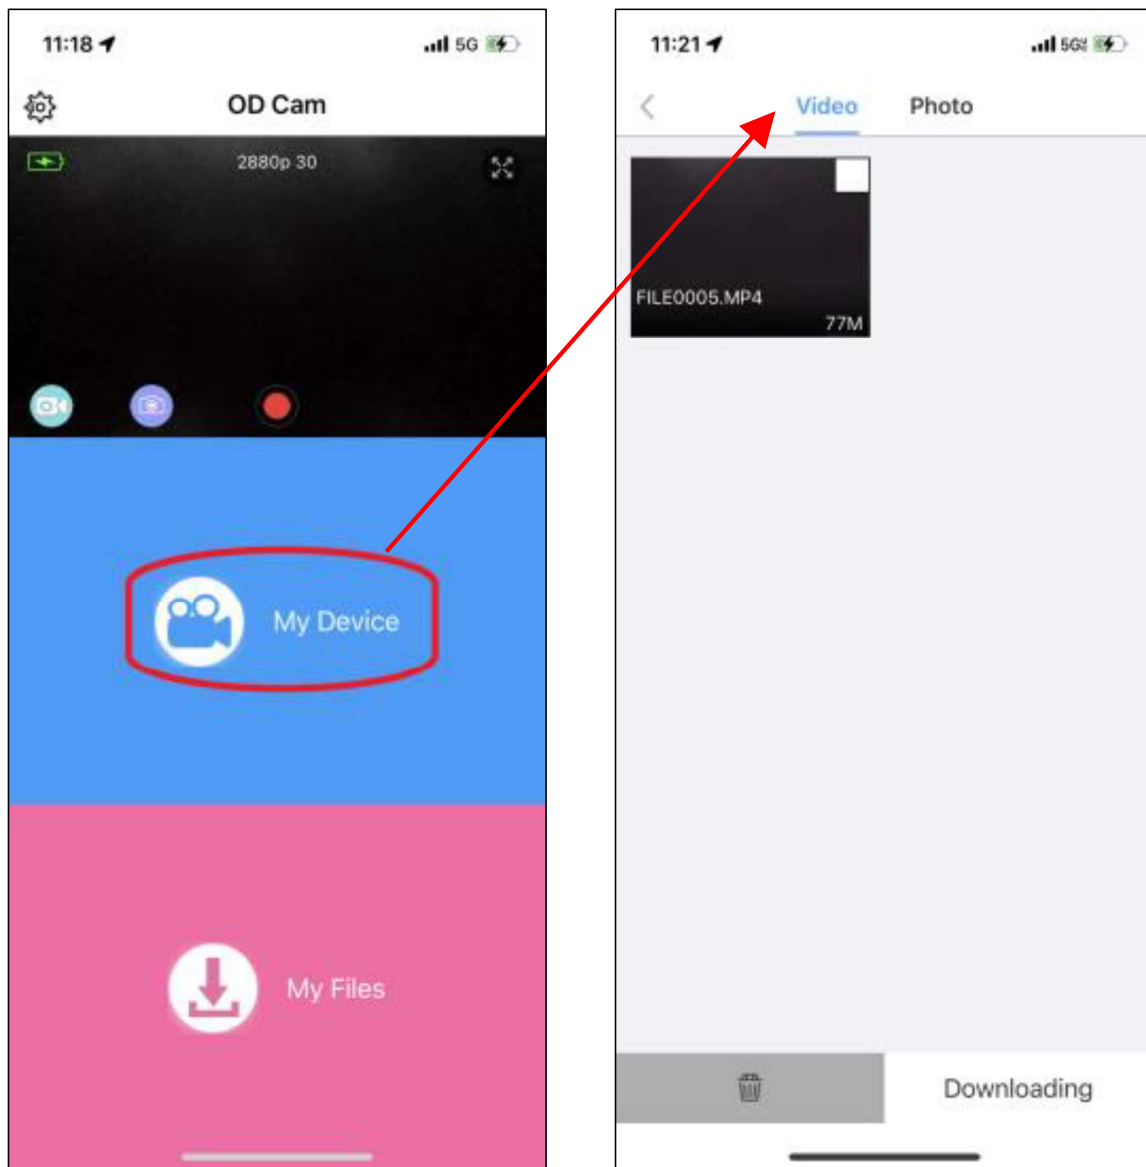 11:18
5G
OD Cam
2880p 30
My Device
My Files
11:21
5G
Video
Photo
FILE0005.MP4
77M
Downloading